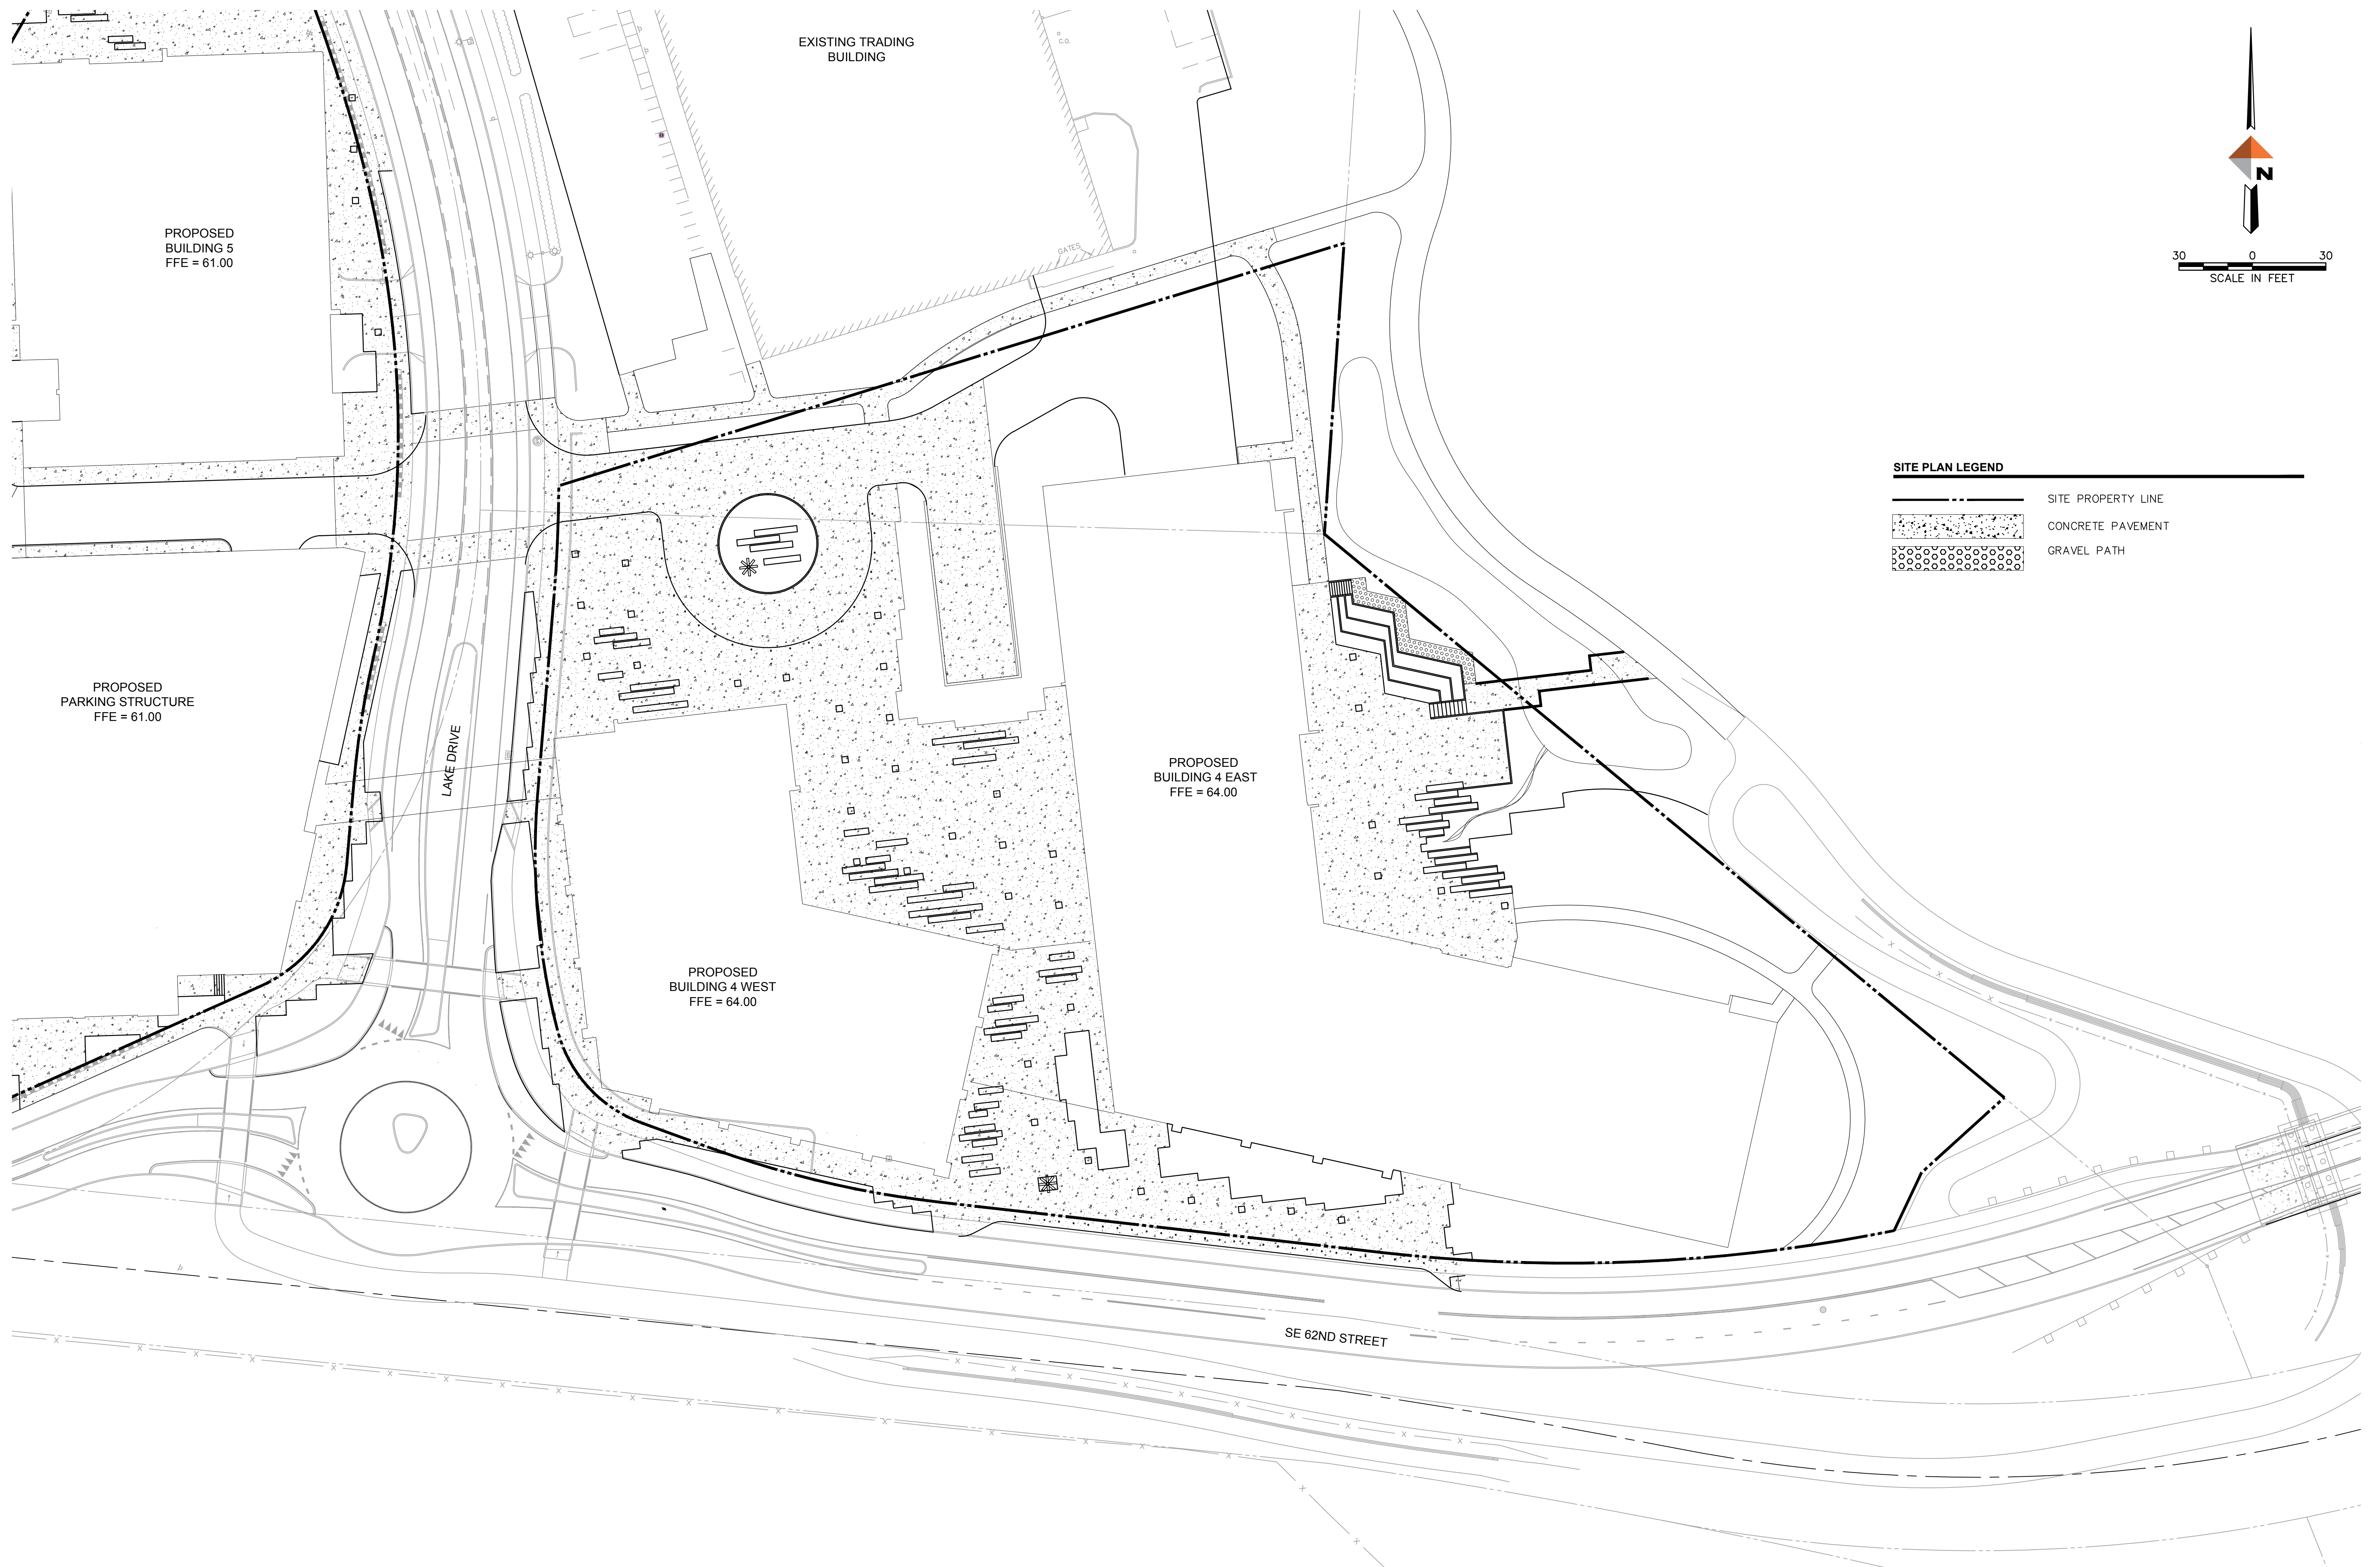 EXISTING TRADING
BUILDING
C.O.
N
30 0 30
SCALE IN FEET
PROPOSED
BUILDING 5
FFE = 61.00
GATES
SITE PLAN LEGEND
SITE PROPERTY LINE
CONCRETE PAVEMENT
GRAVEL PATH
PROPOSED
PARKING STRUCTURE
FFE = 61.00
LAKE DRIVE
PROPOSED
BUILDING 4 EAST
FFE = 64.00
PROPOSED
BUILDING 4 WEST
FFE = 64.00
SE 62ND STREET